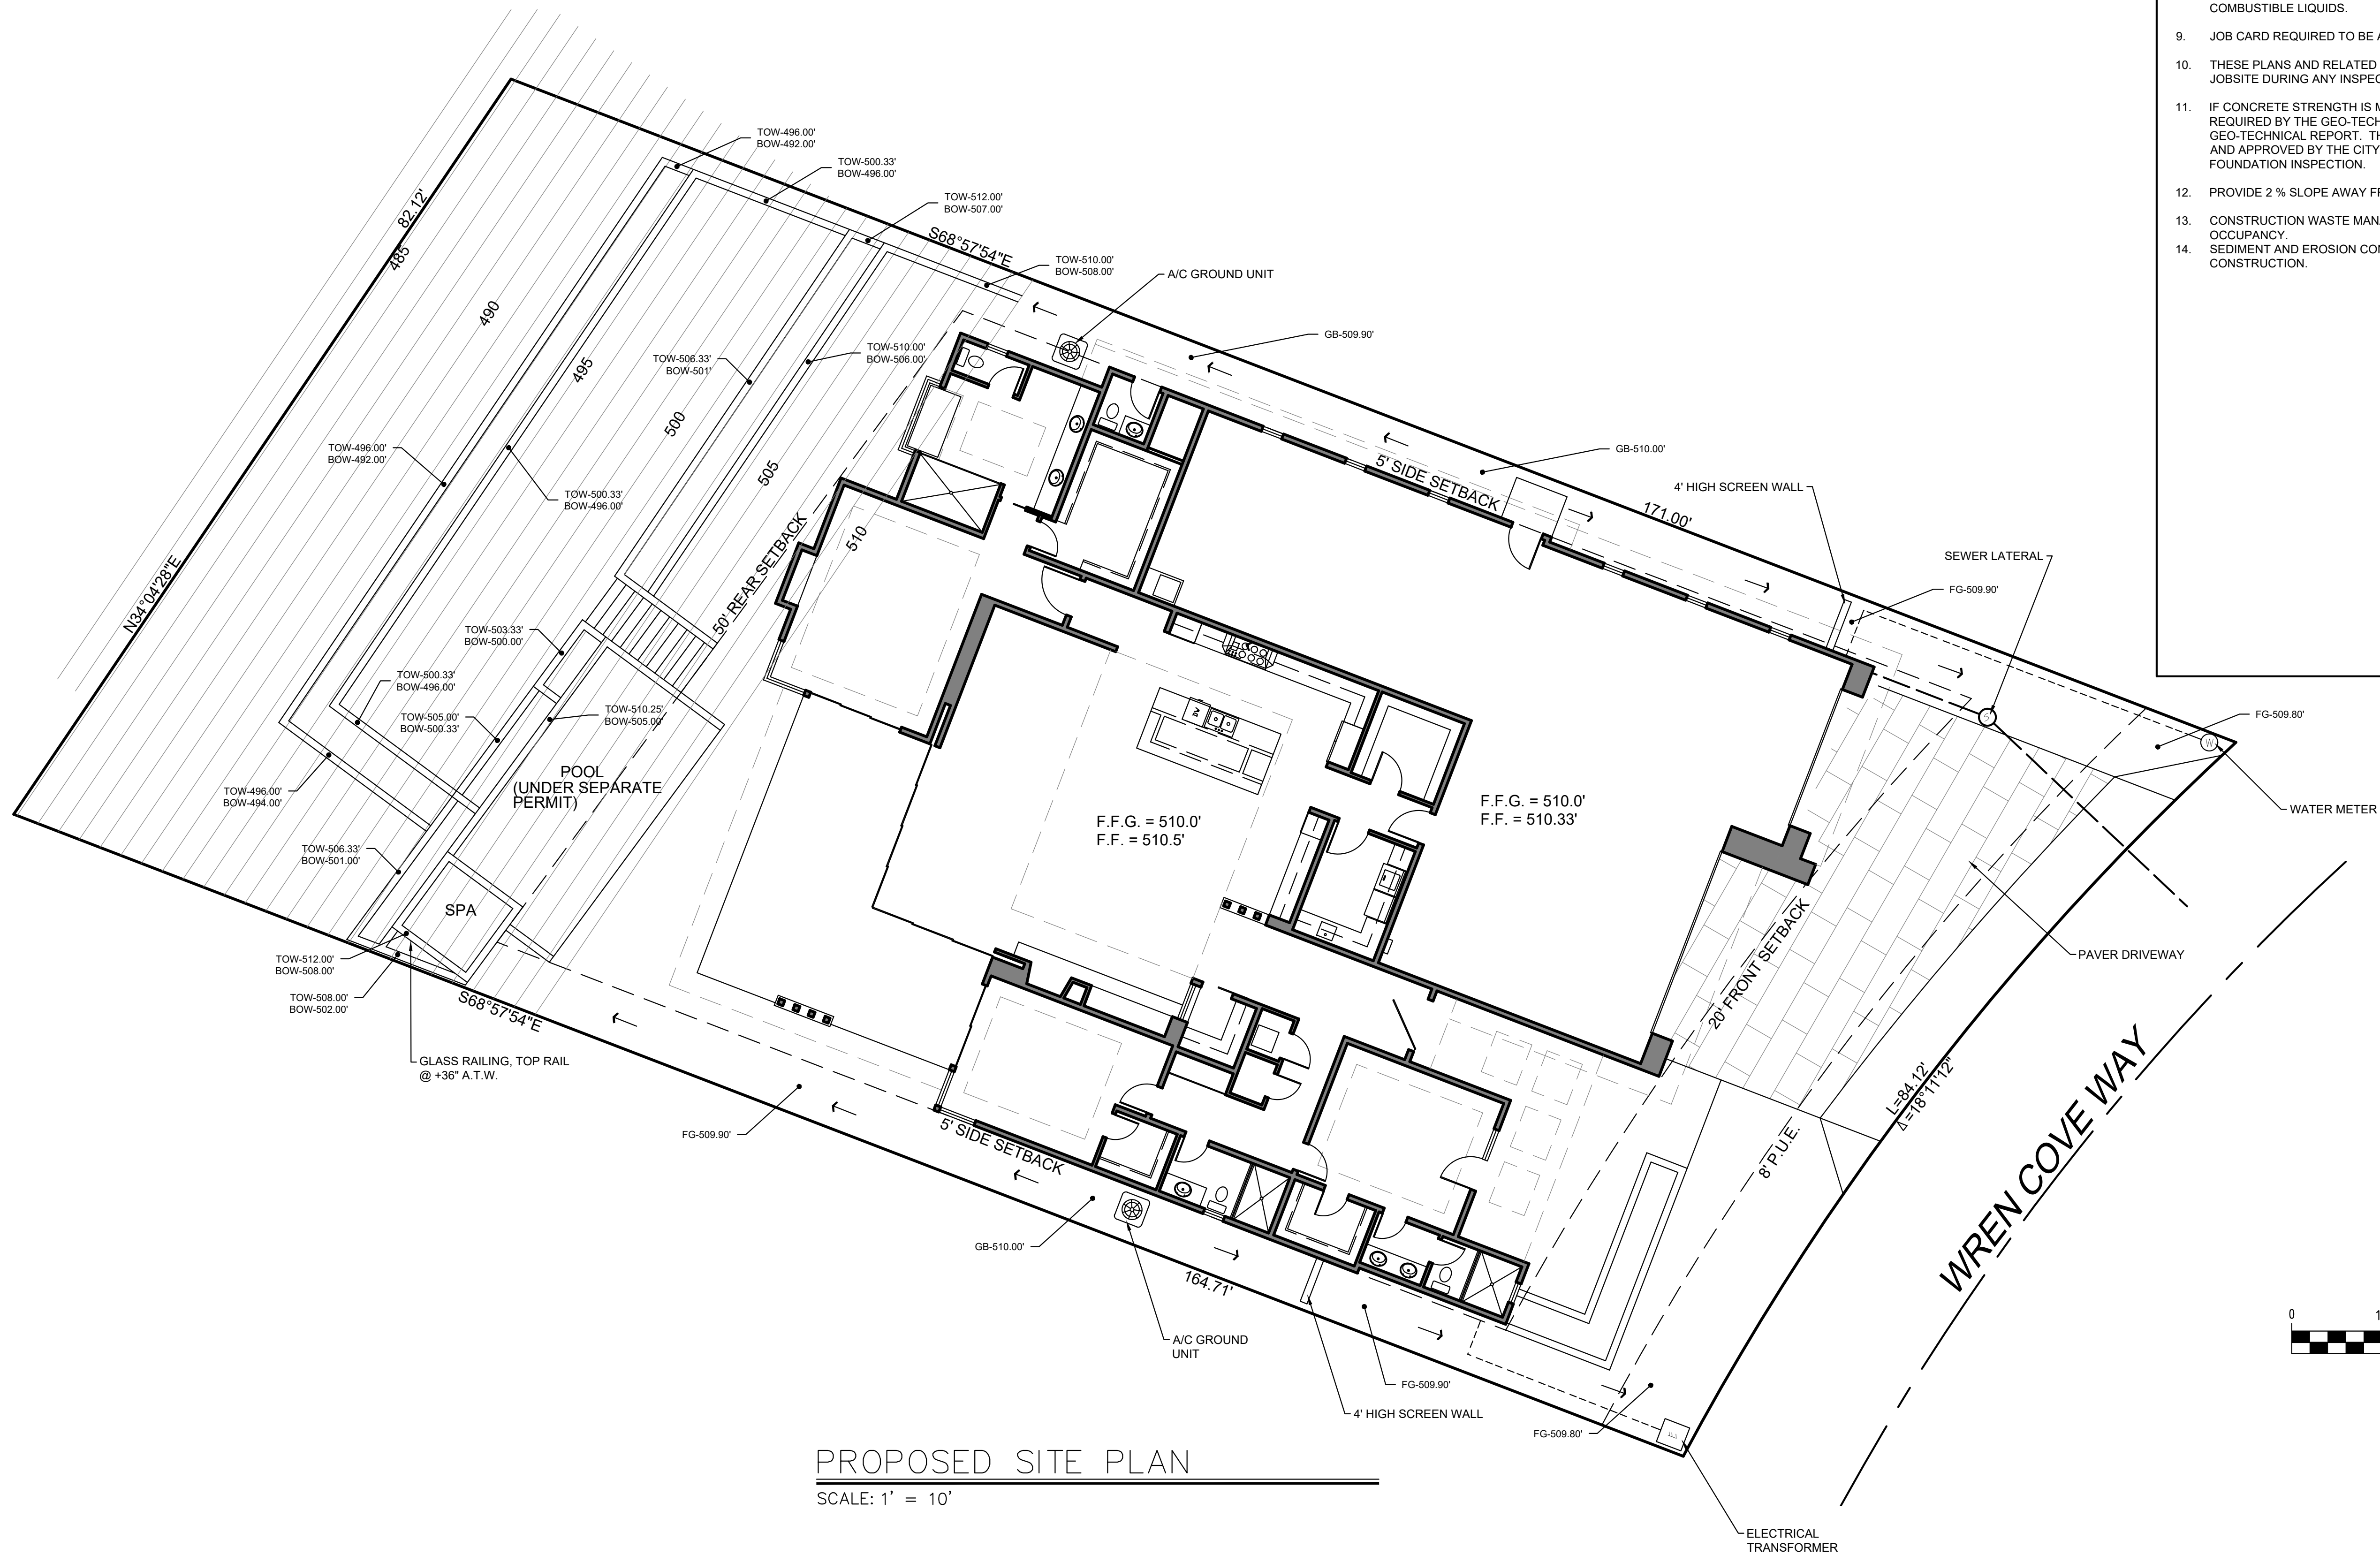 COMBUSTIBLE LIQUIDS.
9. JOB CARD REQUIRED TO BE
10. THESE PLANS AND RELATED
JOBSITE DURING ANY
11. IF CONCRETE STRENGTH IS
REQUIRED BY THE
GEO-TECHNICAL REPORT.
AND APPROVED BY THE CITY
FOUNDATION INSPECTION.
12. PROVIDE 2 % SLOPE AWAY
13. CONSTRUCTION WASTE
OCCUPANCY.
14. SEDIMENT AND EROSION
CONSTRUCTION.
TOW-496.00'
BOW-492.00'
TOW-500.33'
BOW-496.00'
TOW-512.00'
BOW-507.00'
S68°57'54"E
TOW-510.00'
BOW-508.00'
A/C GROUND UNIT
82.12'
485
490
495
500
505
510
GB-509.90'
TOW-510.00'
BOW-506.00'
TOW-506.33'
BOW-501'
TOW-496.00'
BOW-492.00'
TOW-500.33'
BOW-496.00'
GB-510.00'
5' SIDE SETBACK
4' HIGH SCREEN WALL
171.00'
SEWER LATERAL
FG-509.90'
50' REAR SETBACK
N34°04'28"E
TOW-503.33'
BOW-500.00'
TOW-500.33'
BOW-496.00'
TOW-505.00'
BOW-500.33'
TOW-510.25'
BOW-505.00'
S
FG-509.80'
W
DW
POOL
(UNDER SEPARATE
PERMIT)
TOW-496.00'
BOW-494.00'
F.F.G. = 510.0'
F.F. = 510.33'
WATER METER
F.F.G. = 510.0'
F.F. = 510.5'
TOW-506.33'
BOW-501.00'
SPA
20' FRONT SETBACK
PAVER DRIVEWAY
TOW-512.00'
BOW-508.00'
TOW-508.00'
BOW-502.00'
S68°57'54"E
GLASS RAILING, TOP RAIL
@ +36" A.T.W.
L=84.12'
Δ=18°11'12"
WREN COVE WAY
FG-509.90'
5' SIDE SETBACK
8' P.U.E.
GB-510.00'
164.71'
A/C GROUND
UNIT
0
FG-509.90'
4' HIGH SCREEN WALL
FG-509.80'
PROPOSED SITE PLAN
SCALE: 1' = 10'
ELECTRICAL
TRANSFORMER